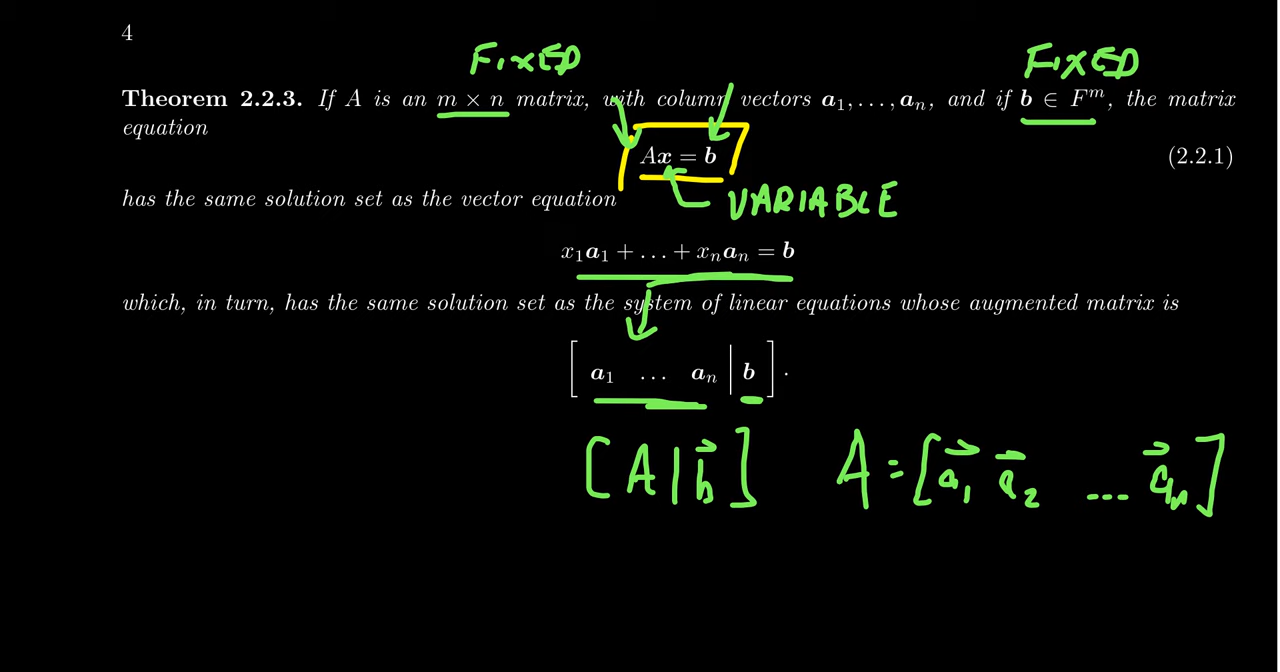 4
FIXED FIXED
Theorem 2.2.3. If A is an m × n matrix, with column vectors a₁, . . . , aₙ, and if b ∈ Fᵐ, the matrix
equation
Ax = b (2.2.1)
has the same solution set as the vector equation
VARIABLE
x₁a₁ + . . . + xₙaₙ = b
which, in turn, has the same solution set as the system of linear equations whose augmented matrix is
[ a₁ . . . aₙ | b ] .
[A | b⃗] A = [a⃗₁ a⃗₂ ... a⃗ₙ]